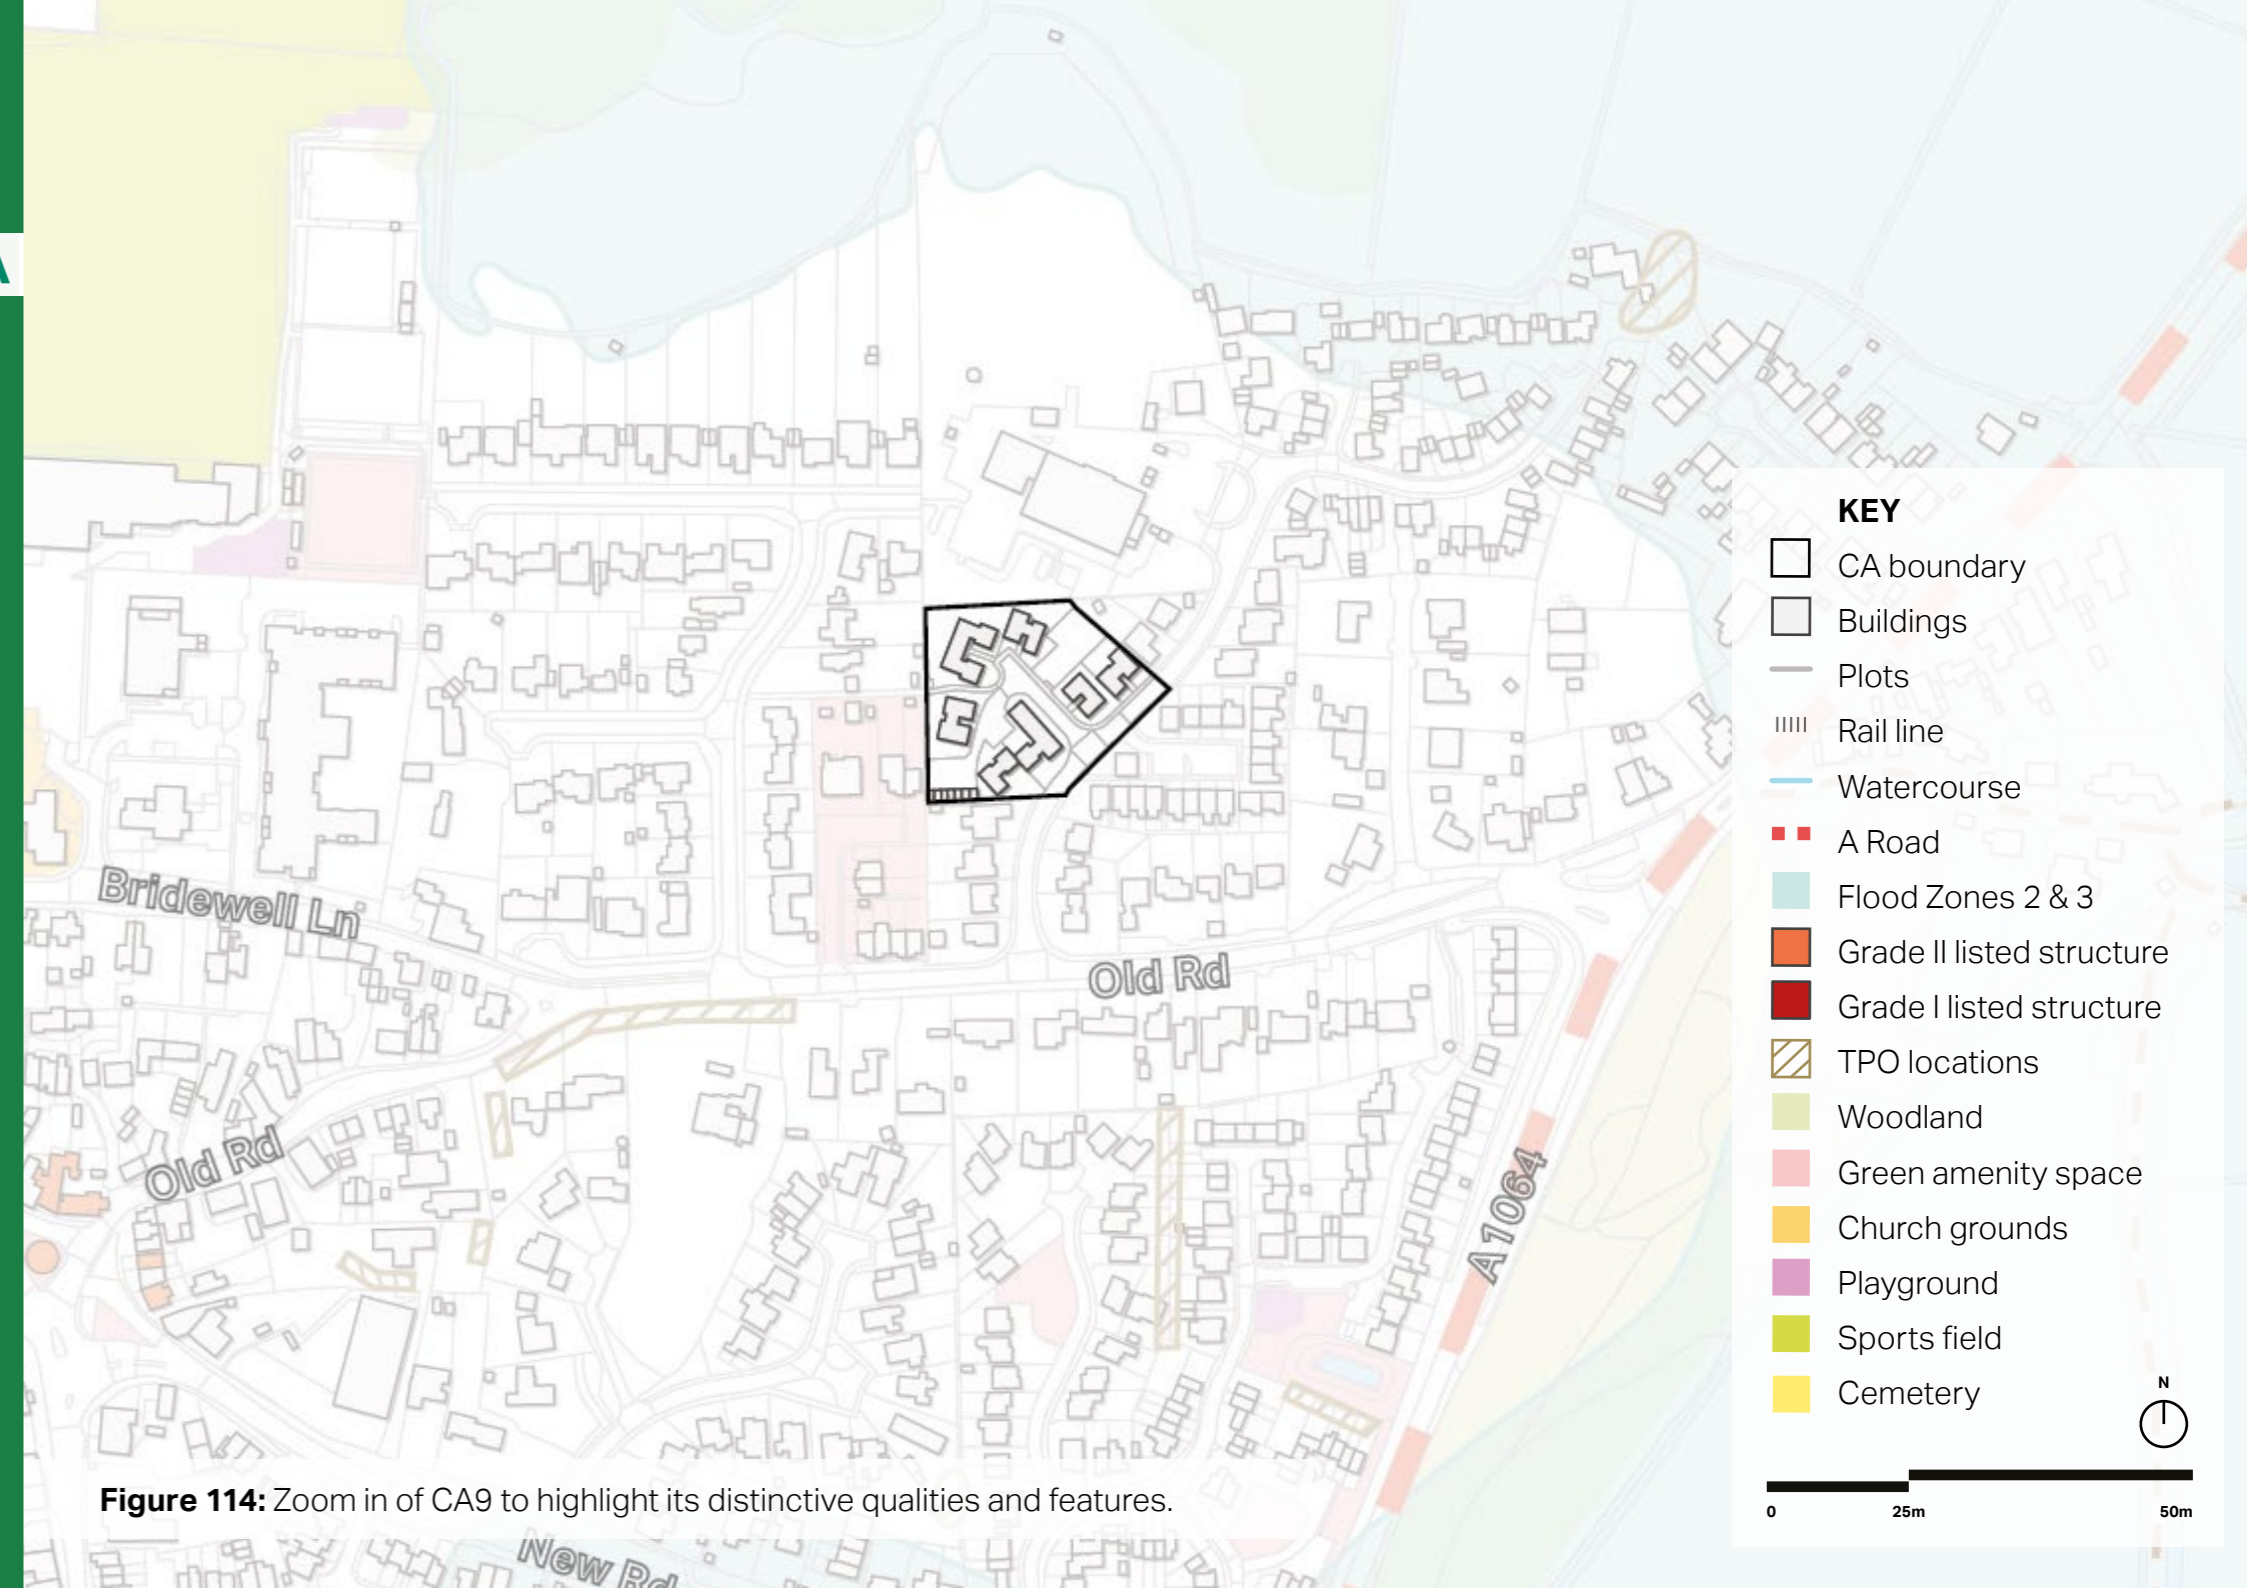 A
Bridewell Ln
Old Rd
Old Rd
A1064
New Rd
KEY
CA boundary
Buildings
Plots
Rail line
Watercourse
A Road
Flood Zones 2 & 3
Grade II listed structure
Grade I listed structure
TPO locations
Woodland
Green amenity space
Church grounds
Playground
Sports field
Cemetery
N
0 25m 50m
Figure 114: Zoom in of CA9 to highlight its distinctive qualities and features.